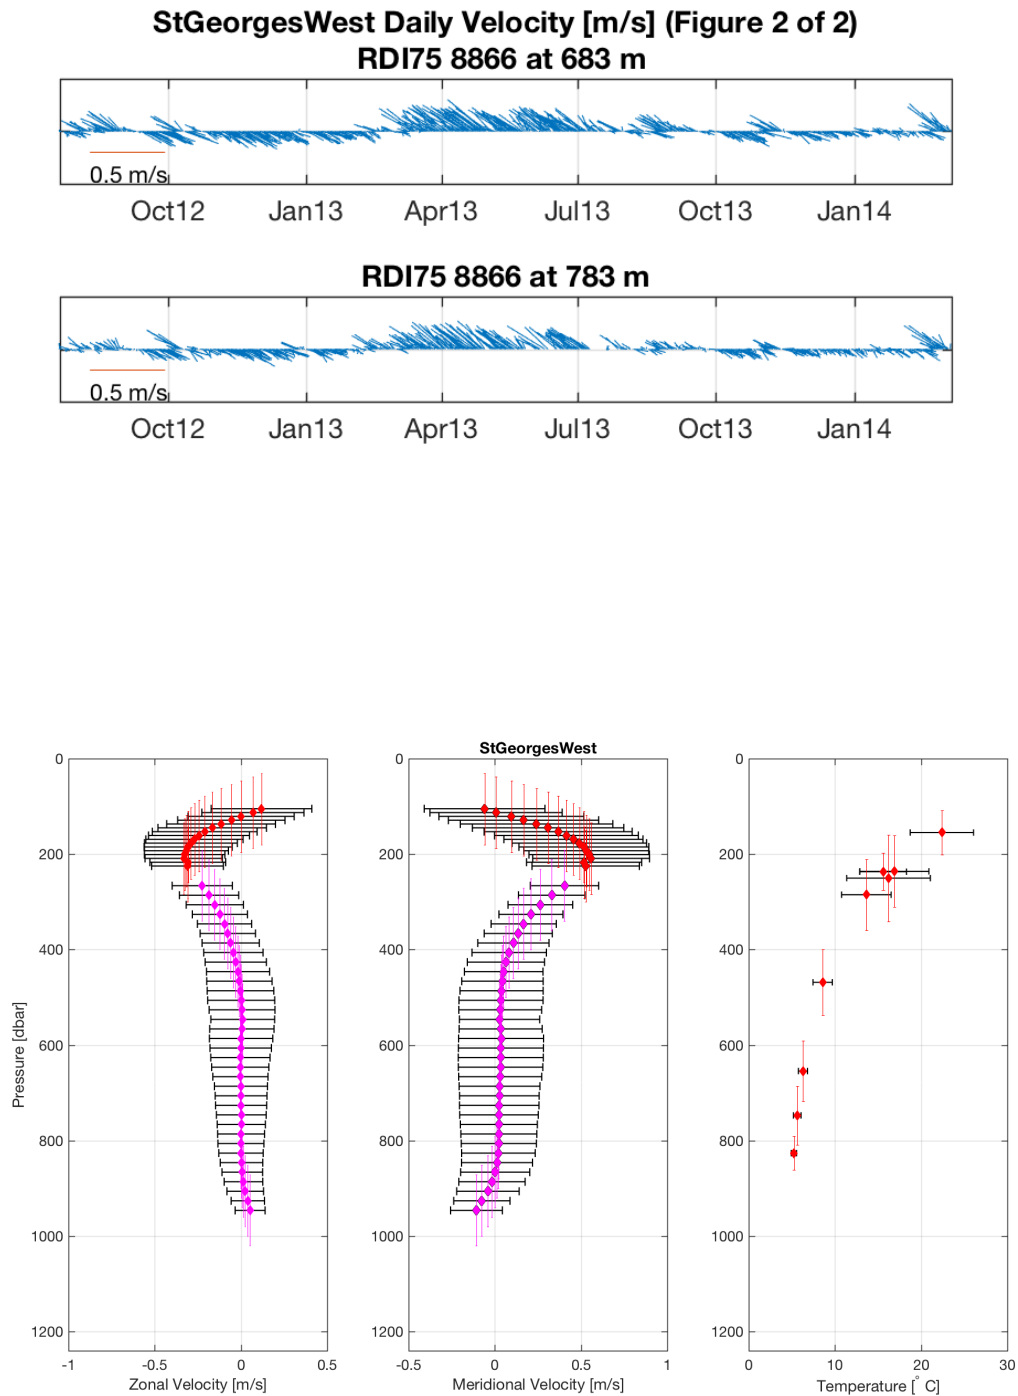 StGeorgesWest Daily Velocity [m/s] (Figure 2 of 2)
RDI75 8866 at 683 m
0.5 m/s
Oct12 Jan13 Apr13 Jul13 Oct13 Jan14
RDI75 8866 at 783 m
0.5 m/s
Oct12 Jan13 Apr13 Jul13 Oct13 Jan14
StGeorgesWest
0 0 0
200 200 200
400 400 400
600 600 600
800 800 800
1000 1000 1000
1200 1200 1200
Pressure [dbar]
-1 -0.5 0 0.5 -0.5 0 0.5 1 0 10 20 30
Zonal Velocity [m/s] Meridional Velocity [m/s] Temperature [° C]